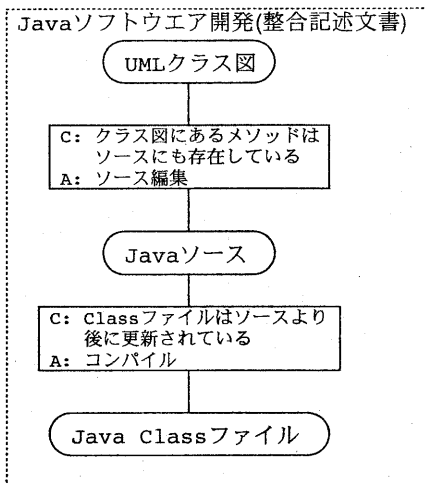 Javaソフトウエア開発(整合記述文書)
UMLクラス図
C: クラス図にあるメソッドは
ソースにも存在している
A: ソース編集
Javaソース
C: Classファイルはソースより
後に更新されている
A: コンパイル
Java Classファイル